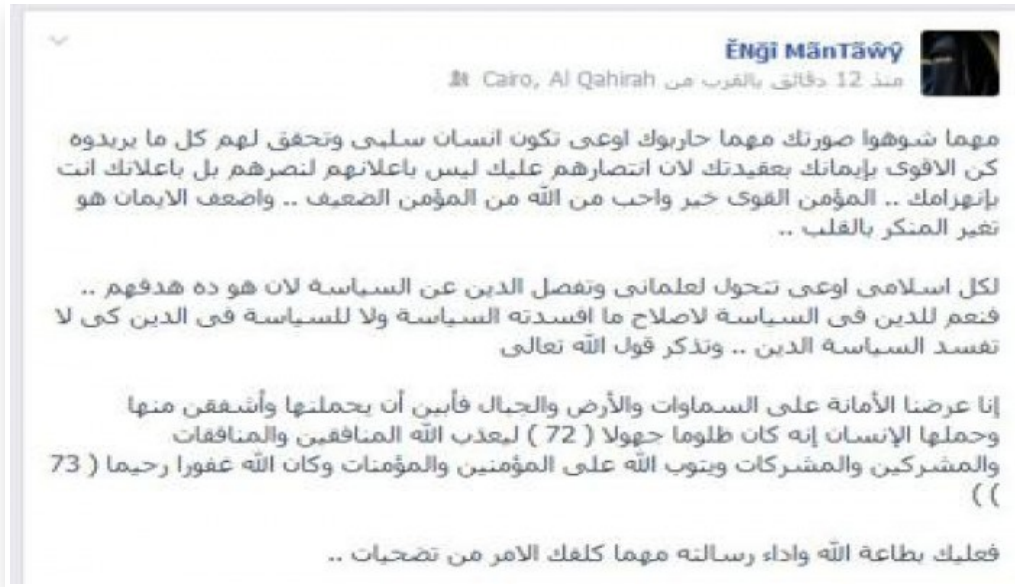 ĔNğî MãnTãŵŷ
منذ 12 دقائق بالقرب من Cairo, Al Qahirah
مهما شوهوا صورتك مهما حاربوك اوعى تكون انسان سلبى وتحقق لهم كل ما يريدوه
كن الاقوى بإيمانك بعقيدتك لان انتصارهم عليك ليس باعلانهم لنصرهم بل باعلانك انت
بإنهزامك .. المؤمن القوى خير واحب من الله من المؤمن الضعيف .. واضعف الايمان هو
تغير المنكر بالقلب ..
لكل اسلامى اوعى تتحول لعلمانى وتفصل الدين عن السياسة لان هو ده هدفهم ..
فنعم للدين فى السياسة لاصلاح ما افسدته السياسة ولا للسياسة فى الدين كى لا
تفسد السياسة الدين .. وتذكر قول الله تعالى
إنا عرضنا الأمانة على السماوات والأرض والجبال فأبين أن يحملنها وأشفقن منها
وحملها الإنسان إنه كان ظلوما جهولا ( 72 ) ليعذب الله المنافقين والمنافقات
والمشركين والمشركات ويتوب الله على المؤمنين والمؤمنات وكان الله غفورا رحيما ( 73
) )
فعليك بطاعة الله واداء رسالته مهما كلفك الامر من تضحيات ..